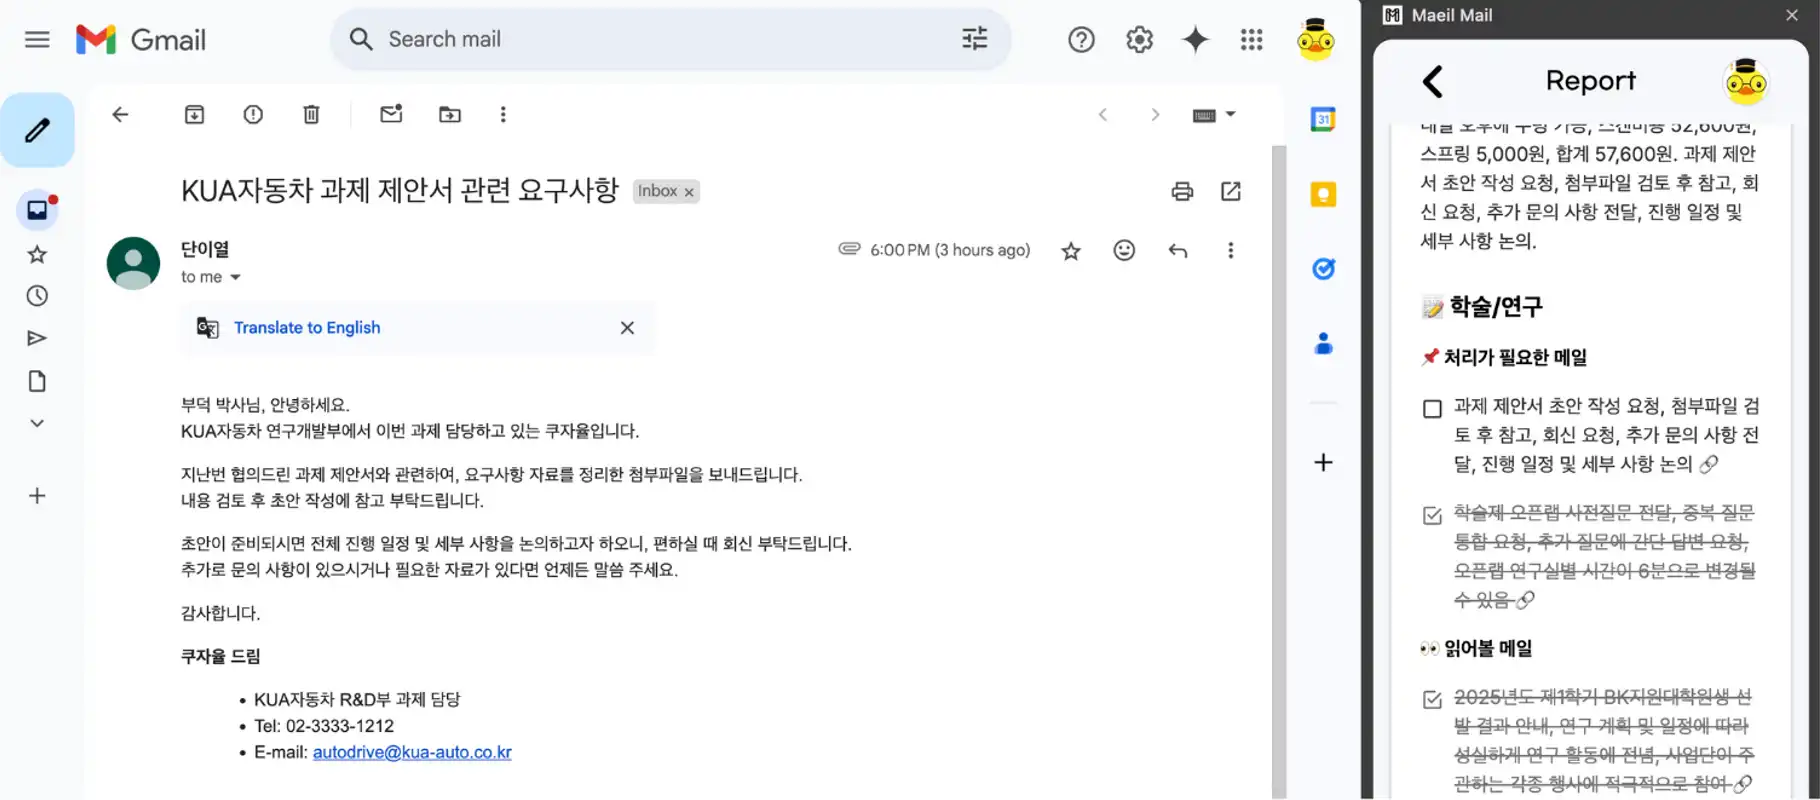 Gmail
Search mail
KUA자동차 과제 제안서 관련 요구사항
Inbox ×
단이열
6:00 PM (3 hours ago)
to me
Translate to English
부덕 박사님, 안녕하세요.
KUA자동차 연구개발부에서 이번 과제 담당하고 있는 쿠자율입니다.
지난번 협의드린 과제 제안서와 관련하여, 요구사항 자료를 정리한 첨부파일을 보내드립니다.
내용 검토 후 초안 작성에 참고 부탁드립니다.
초안이 준비되시면 전체 진행 일정 및 세부 사항을 논의하고자 하오니, 편하실 때 회신 부탁드립니다.
추가로 문의 사항이 있으시거나 필요한 자료가 있다면 언제든 말씀 주세요.
감사합니다.
쿠자율 드림
• KUA자동차 R&D부 과제 담당
• Tel: 02-3333-1212
• E-mail: autodrive@kua-auto.co.kr
31
Maeil Mail
Report
내일 오후에 수령 가능, 스캔비용 52,600원,
스프링 5,000원, 합계 57,600원. 과제 제안
서 초안 작성 요청, 첨부파일 검토 후 참고, 회
신 요청, 추가 문의 사항 전달, 진행 일정 및
세부 사항 논의.
학술/연구
처리가 필요한 메일
과제 제안서 초안 작성 요청, 첨부파일 검
토 후 참고, 회신 요청, 추가 문의 사항 전
달, 진행 일정 및 세부 사항 논의
학술제 오픈랩 사전질문 전달, 중복 질문
통합 요청, 추가 질문에 간단 답변 요청,
오픈랩 연구실별 시간이 6분으로 변경될
수 있음
읽어볼 메일
2025년도 제1학기 BK지원대학원생 선
발 결과 안내, 연구 계획 및 일정에 따라
성실하게 연구 활동에 전념, 사업단이 주
관하는 각종 행사에 적극적으로 참여